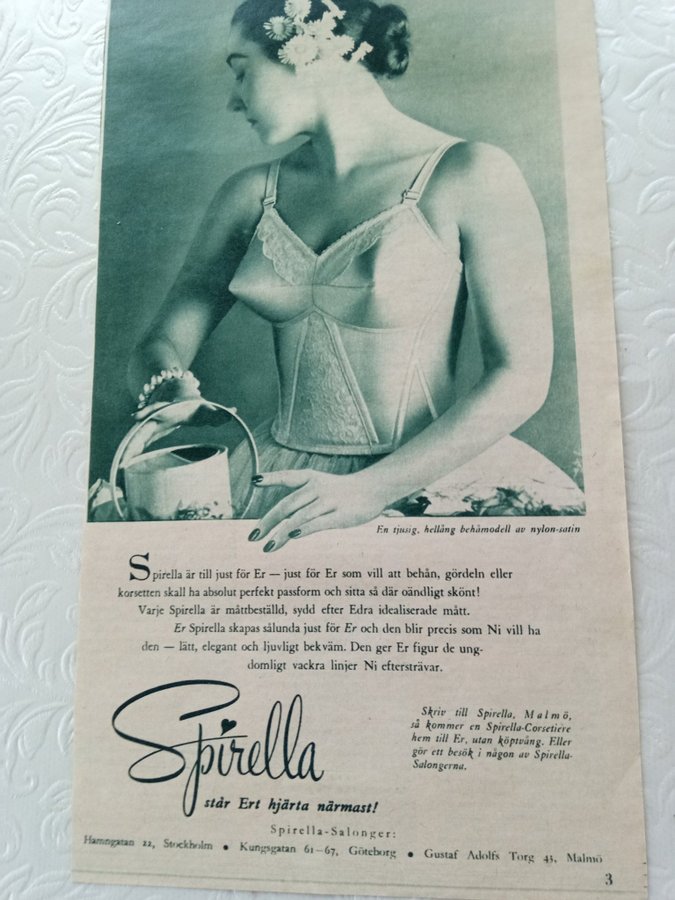 En tjusig, hellång behåmodell av nylon-satin
Spirella är till just för Er — just för Er som vill att behån, gördeln eller
korsetten skall ha absolut perfekt passform och sitta så där oändligt skönt!
Varje Spirella är måttbeställd, sydd efter Edra idealiserade mått.
Er Spirella skapas sålunda just för Er och den blir precis som Ni vill ha
den — lätt, elegant och ljuvligt bekväm. Den ger Er figur de ung-
domligt vackra linjer Ni eftersträvar.
Skriv till Spirella, Malmö,
så kommer en Spirella-Corsetière
hem till Er, utan köptvång. Eller
gör ett besök i någon av Spirella-
Salongerna.
Spirella
står Ert hjärta närmast!
Spirella-Salonger:
Hamngatan 22, Stockholm • Kungsgatan 61–67, Göteborg • Gustaf Adolfs Torg 43, Malmö
3